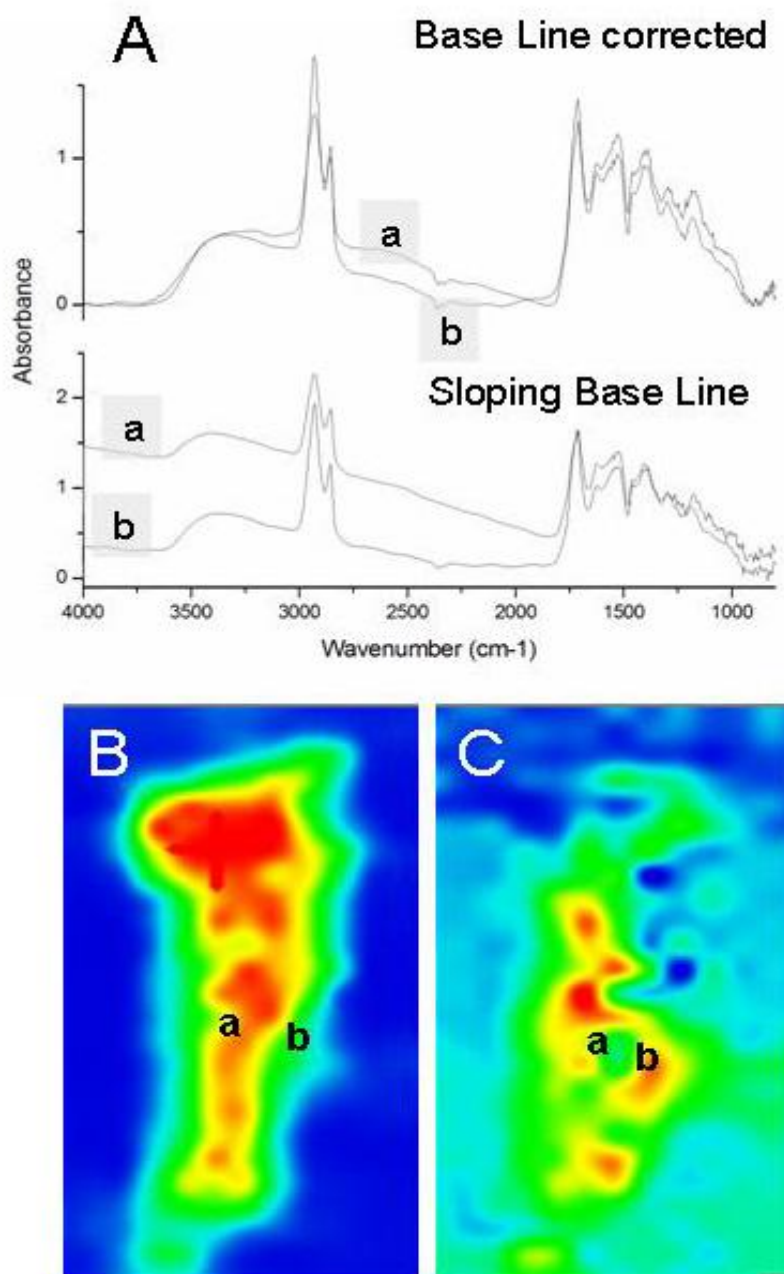 A
Base Line corrected
1
a
0
b
Absorbance
Sloping Base Line
2
a
1
b
0
4000 3500 3000 2500 2000 1500 1000
Wavenumber (cm-1)
B
C
a b
a b